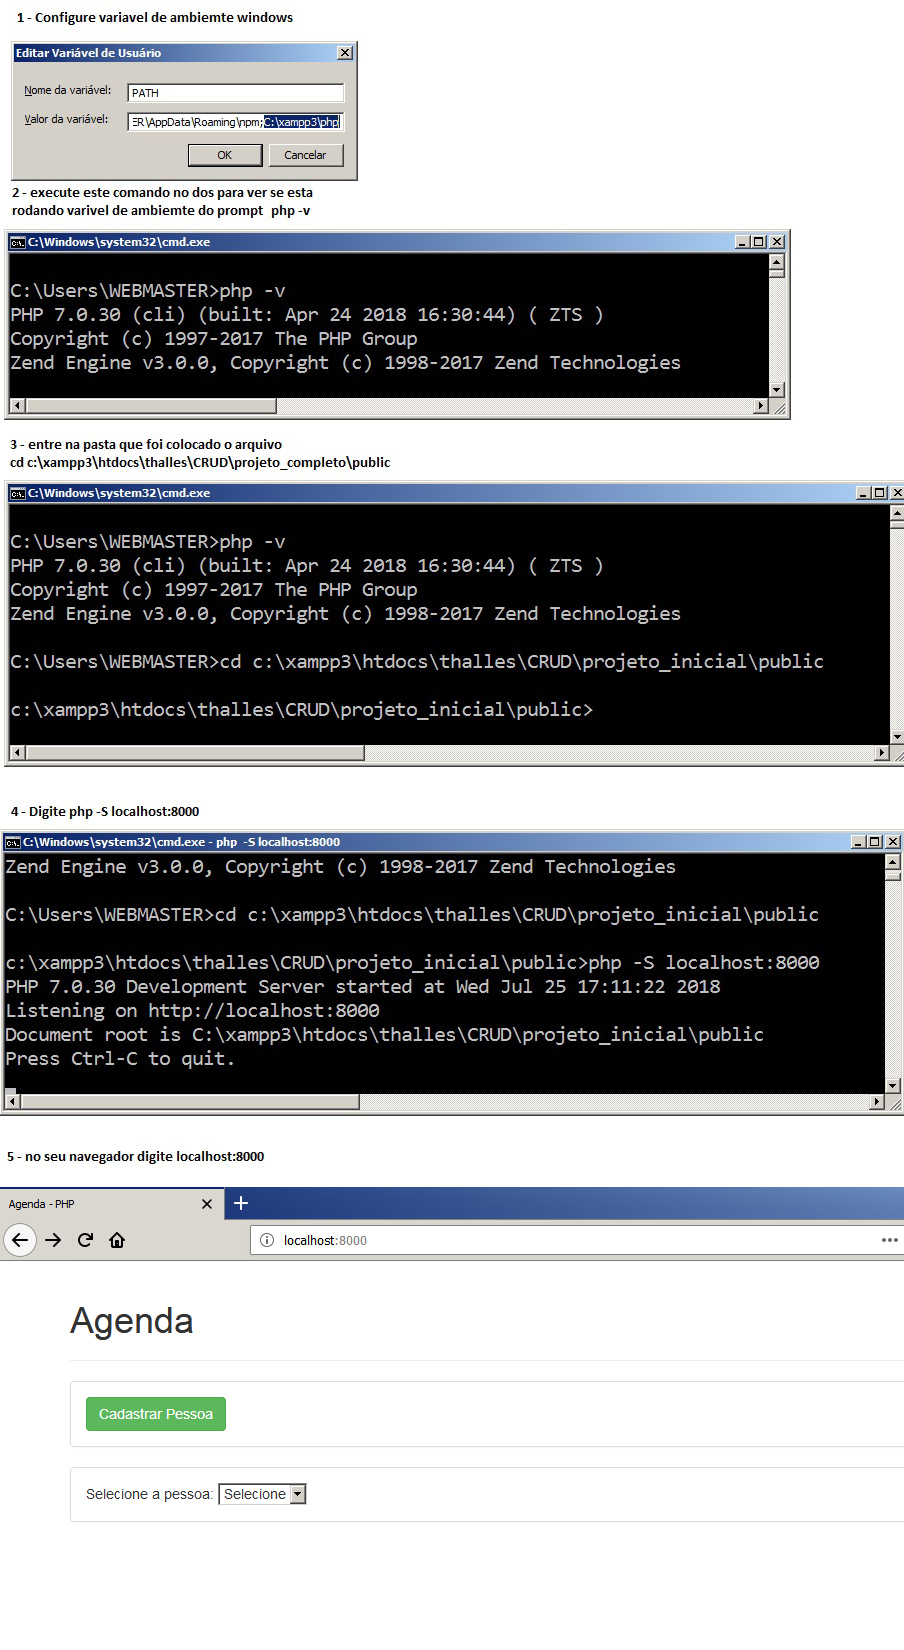 1 - Configure variavel de ambiemte windows
Editar Variável de Usuário
Nome da variável:
PATH
Valor da variável:
ER\AppData\Roaming\npm;C:\xampp3\php
OK
Cancelar
2 - execute este comando no dos para ver se esta
rodando varivel de ambiemte do prompt  php -v
C:\Windows\system32\cmd.exe
C:\Users\WEBMASTER>php -v
PHP 7.0.30 (cli) (built: Apr 24 2018 16:30:44) ( ZTS )
Copyright (c) 1997-2017 The PHP Group
Zend Engine v3.0.0, Copyright (c) 1998-2017 Zend Technologies
3 - entre na pasta que foi colocado o arquivo
cd c:\xampp3\htdocs\thalles\CRUD\projeto_completo\public
C:\Windows\system32\cmd.exe
C:\Users\WEBMASTER>php -v
PHP 7.0.30 (cli) (built: Apr 24 2018 16:30:44) ( ZTS )
Copyright (c) 1997-2017 The PHP Group
Zend Engine v3.0.0, Copyright (c) 1998-2017 Zend Technologies
C:\Users\WEBMASTER>cd c:\xampp3\htdocs\thalles\CRUD\projeto_inicial\public
c:\xampp3\htdocs\thalles\CRUD\projeto_inicial\public>
4 - Digite php -S localhost:8000
C:\Windows\system32\cmd.exe - php  -S localhost:8000
Zend Engine v3.0.0, Copyright (c) 1998-2017 Zend Technologies
C:\Users\WEBMASTER>cd c:\xampp3\htdocs\thalles\CRUD\projeto_inicial\public
c:\xampp3\htdocs\thalles\CRUD\projeto_inicial\public>php -S localhost:8000
PHP 7.0.30 Development Server started at Wed Jul 25 17:11:22 2018
Listening on http://localhost:8000
Document root is C:\xampp3\htdocs\thalles\CRUD\projeto_inicial\public
Press Ctrl-C to quit.
5 - no seu navegador digite localhost:8000
Agenda - PHP
localhost:8000
Agenda
Cadastrar Pessoa
Selecione a pessoa: Selecione